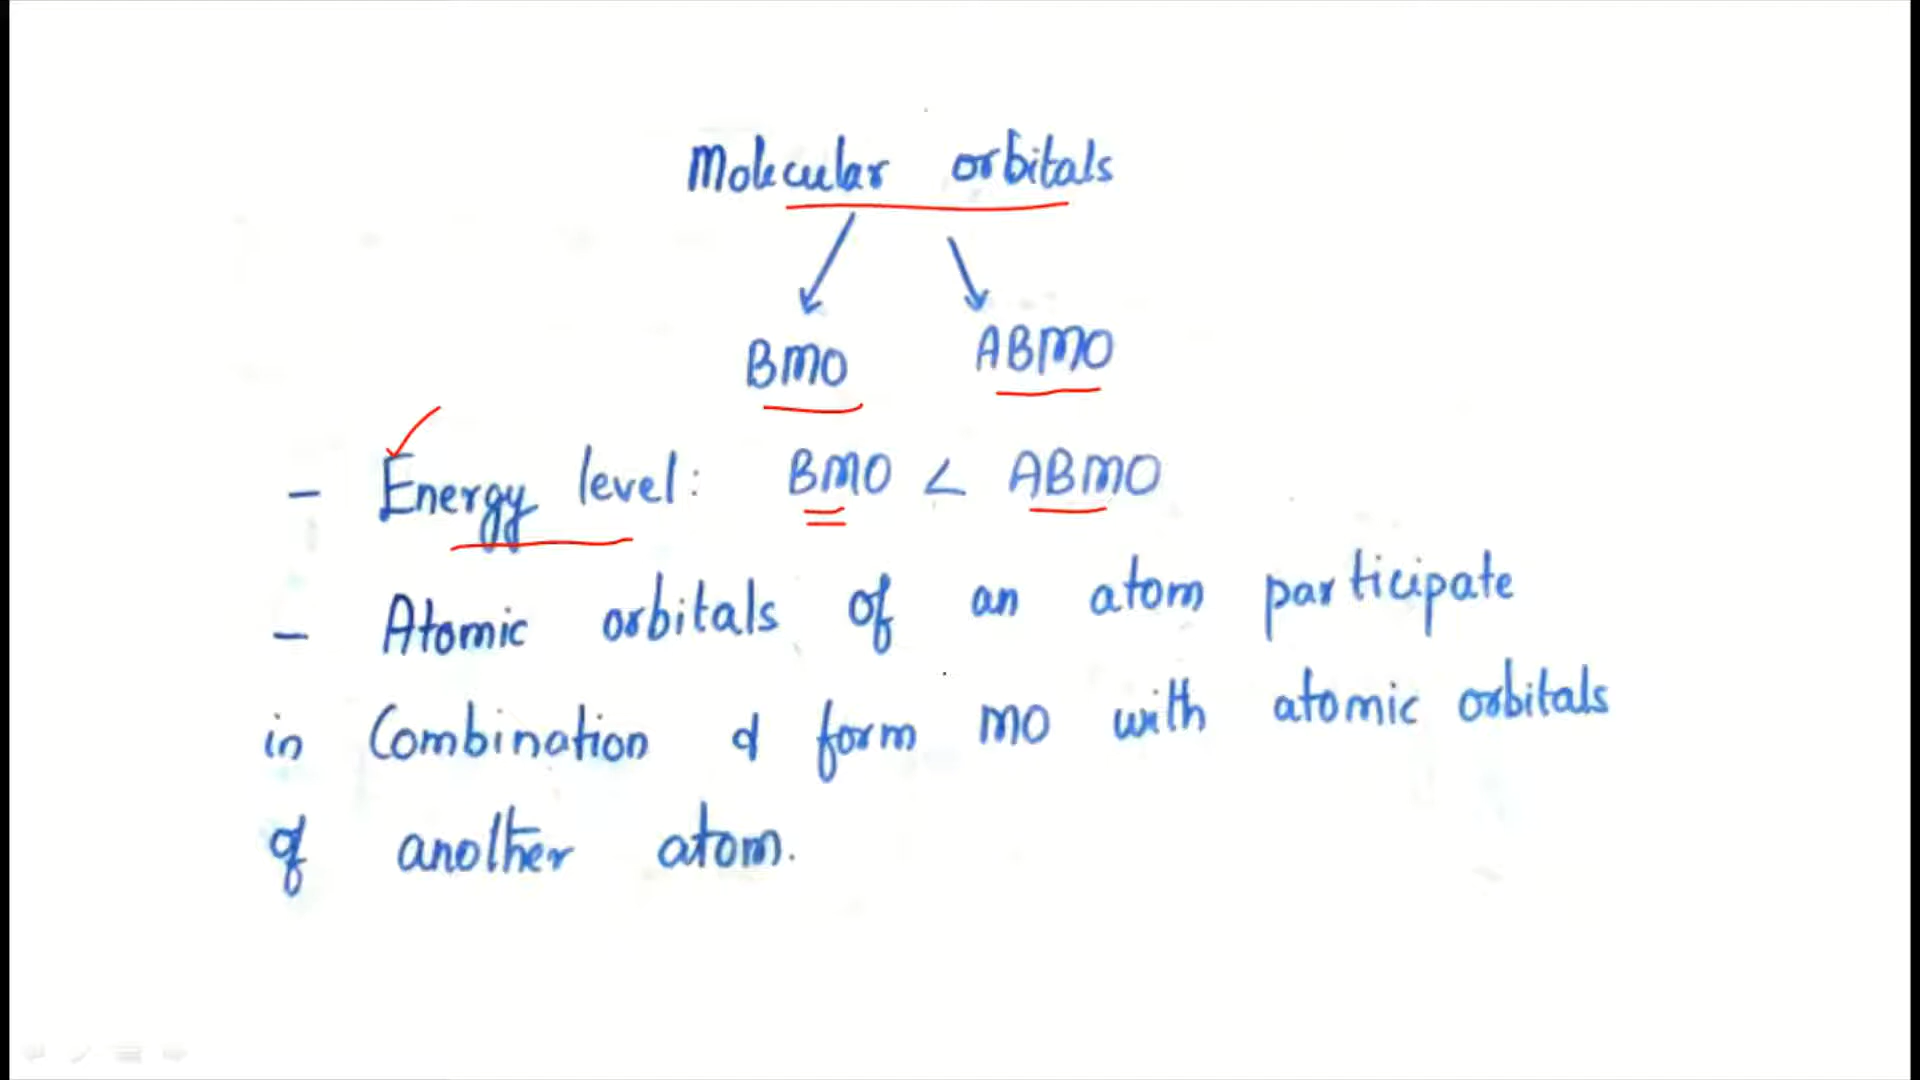 Molecular orbitals
BMO ABMO
- Energy level: BMO < ABMO
- Atomic orbitals of an atom participate
in Combination & form MO with atomic orbitals
of another atom.